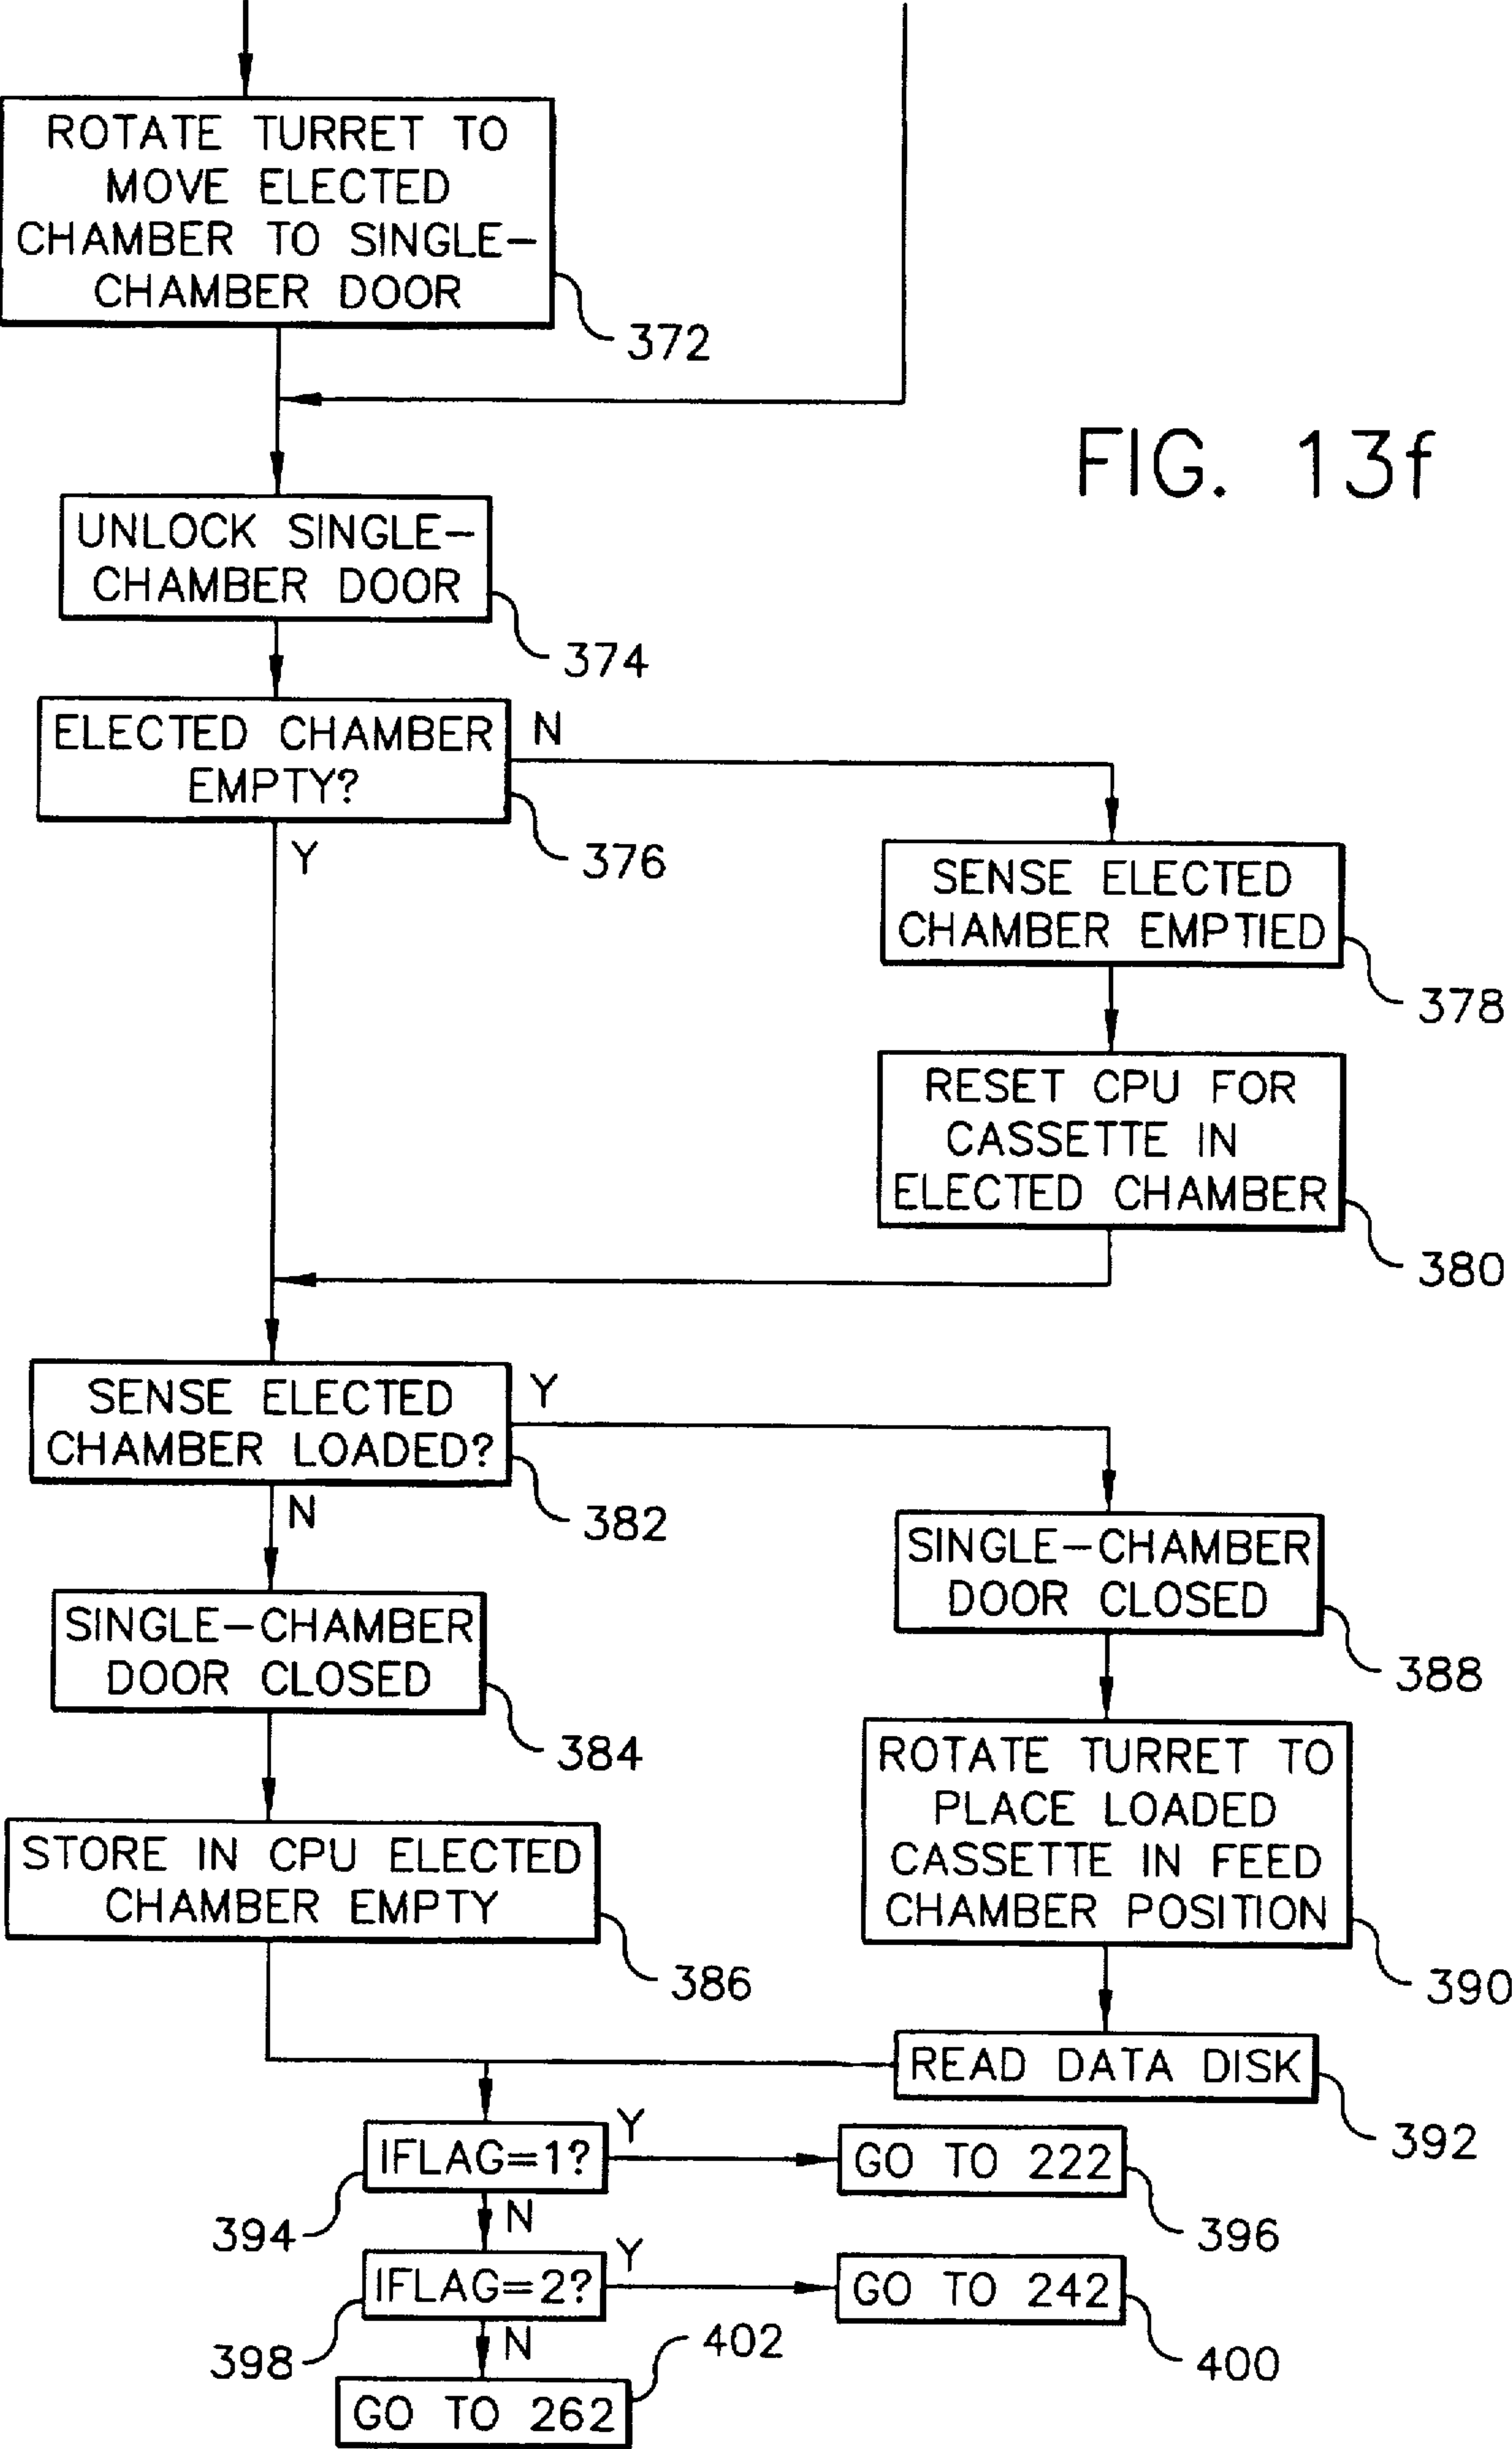 ROTATE TURRET TO
MOVE ELECTED
CHAMBER TO SINGLE-
CHAMBER DOOR
372
FIG. 13f
UNLOCK SINGLE-
CHAMBER DOOR
374
ELECTED CHAMBER
EMPTY?
N
376
Y
SENSE ELECTED
CHAMBER EMPTIED
378
RESET CPU FOR
CASSETTE IN
ELECTED CHAMBER
380
SENSE ELECTED
CHAMBER LOADED?
Y
382
N
SINGLE-CHAMBER
DOOR CLOSED
388
SINGLE-CHAMBER
DOOR CLOSED
384
ROTATE TURRET TO
PLACE LOADED
CASSETTE IN FEED
CHAMBER POSITION
390
STORE IN CPU ELECTED
CHAMBER EMPTY
386
READ DATA DISK
392
IFLAG=1?
Y
394
N
GO TO 222
396
IFLAG=2?
Y
398
N
GO TO 242
400
402
GO TO 262